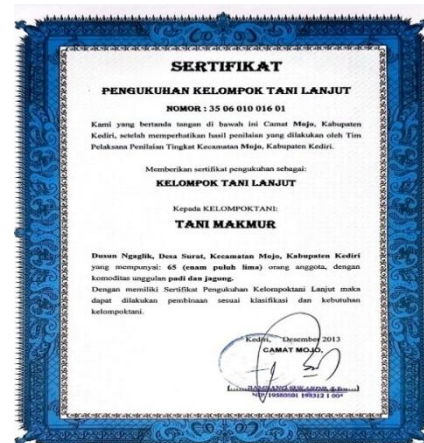 SERTIFIKAT
PENGUKUHAN KELOMPOK TANI LANJUT
NOMOR : 35 06 010 016 01
Kami yang bertanda tangan di bawah ini Camat Mojo, Kabupaten
Kediri, setelah memperhatikan hasil penilaian yang dilakukan oleh Tim
Pelaksana Penilaian Tingkat Kecamatan Mojo, Kabupaten Kediri.
Memberikan sertifikat pengukuhan sebagai:
KELOMPOK TANI LANJUT
Kepada KELOMPOKTANI:
TANI MAKMUR
Dusun Ngaglik, Desa Surat, Kecamatan Mojo, Kabupaten Kediri
yang mempunyai: 65 (enam puluh lima) orang anggota, dengan
komoditas unggulan padi dan jagung.
Dengan memiliki Sertifikat Pengukuhan Kelompoktani Lanjut maka
dapat dilakukan pembinaan sesuai klasifikasi dan kebutuhan
kelompoktani.
Kediri, Desember 2013
CAMAT MOJO,